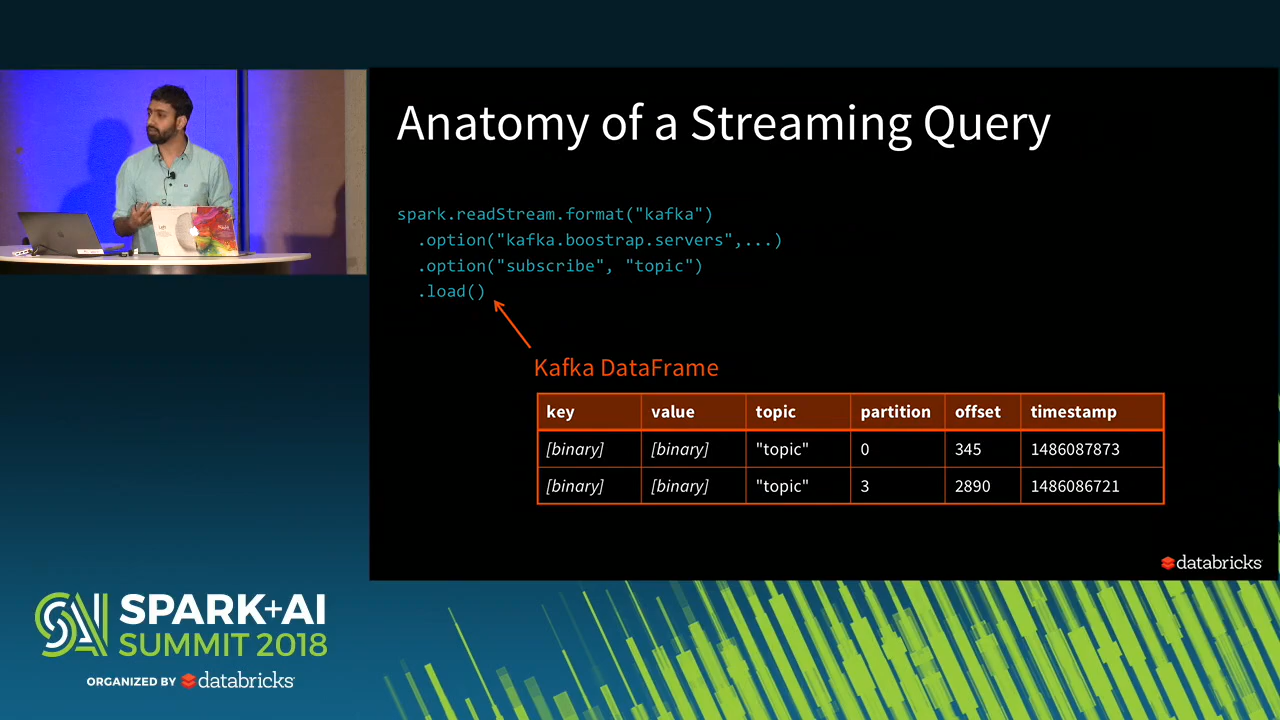 Anatomy of a Streaming Query
spark.readStream.format("kafka")
.option("kafka.boostrap.servers",...)
.option("subscribe", "topic")
.load()
Kafka DataFrame
key value topic partition offset timestamp
[binary] [binary] "topic" 0 345 1486087873
[binary] [binary] "topic" 3 2890 1486086721
databricks
SPARK+AI
SUMMIT 2018
ORGANIZED BY databricks